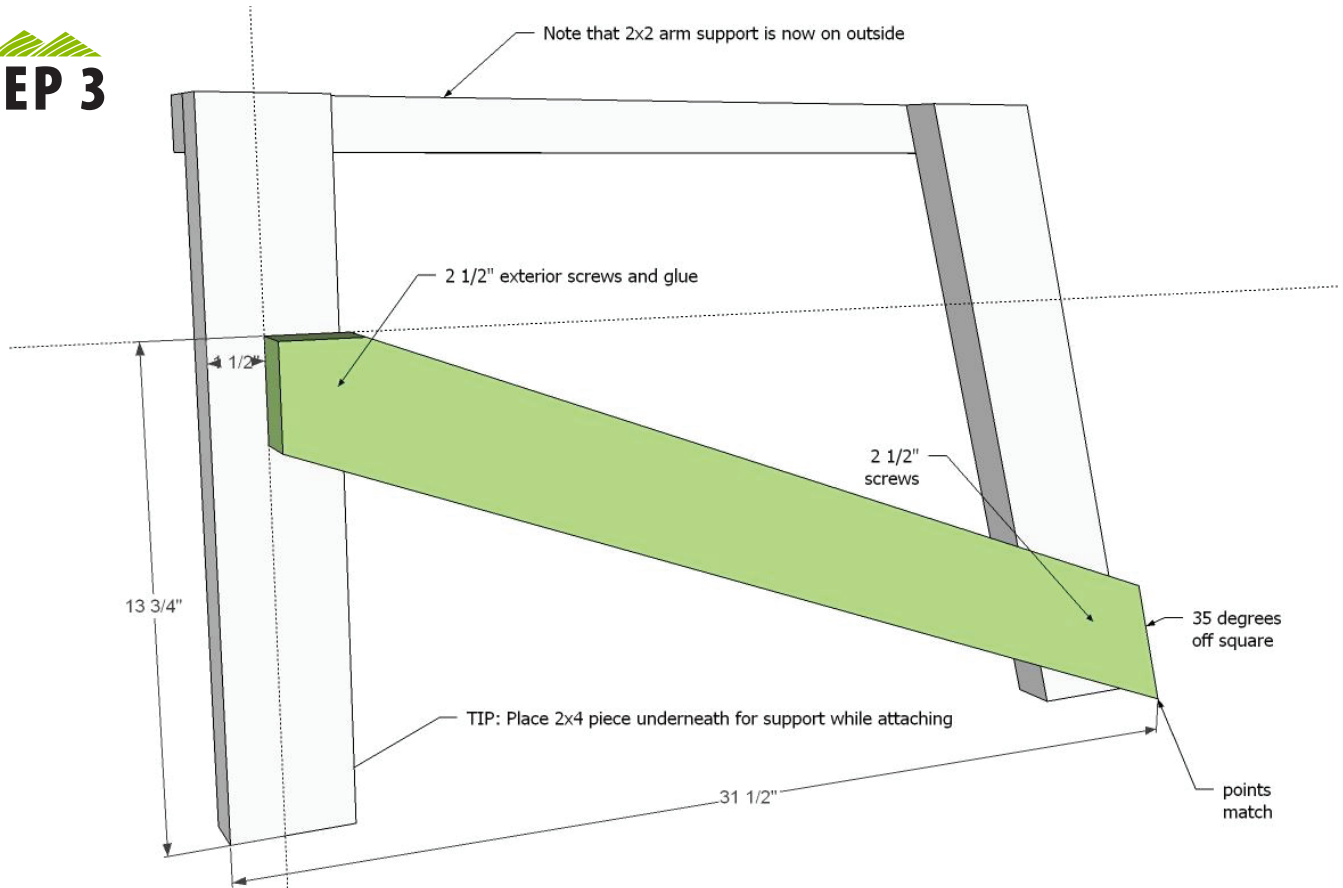 EP 3
Note that 2x2 arm support is now on outside
2 1/2" exterior screws and glue
1 1/2"
2 1/2"
screws
13 3/4"
35 degrees
off square
TIP: Place 2x4 piece underneath for support while attaching
31 1/2"
points
match